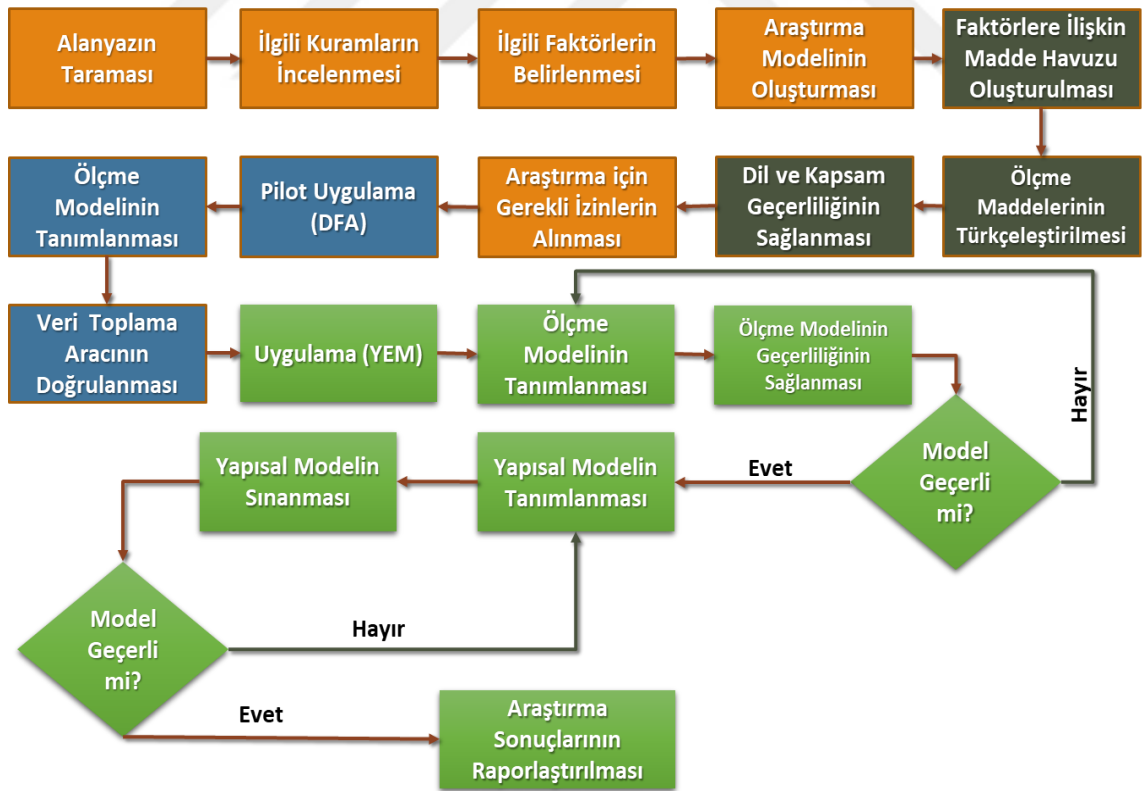 Alanyazın
Taraması
İlgili Kuramların
İncelenmesi
İlgili Faktörlerin
Belirlenmesi
Araştırma
Modelinin
Oluşturması
Faktörlere İlişkin
Madde Havuzu
Oluşturulması
Ölçme
Modelinin
Tanımlanması
Pilot Uygulama
(DFA)
Araştırma için
Gerekli İzinlerin
Alınması
Dil ve Kapsam
Geçerliliğinin
Sağlanması
Ölçme
Maddelerinin
Türkçeleştirilmesi
Veri Toplama
Aracının
Doğrulanması
Uygulama (YEM)
Ölçme
Modelinin
Tanımlanması
Ölçme Modelinin
Geçerliliğinin
Sağlanması
Hayır
Yapısal Modelin
Sınanması
Yapısal Modelin
Tanımlanması
Evet
Model
Geçerli
mi?
Model
Geçerli
mi?
Hayır
Evet
Araştırma
Sonuçlarının
Raporlaştırılması